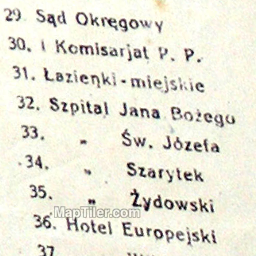 29. Sąd Okręgowy
30. I Komisarjat P. P.
31. Łazienki-miejskie
32. Szpital Jana Bożego
33. „ Św. Józefa
34. „ Szarytek
35. „ Żydowski
MapTiler.com
36. Hotel Europejski
37